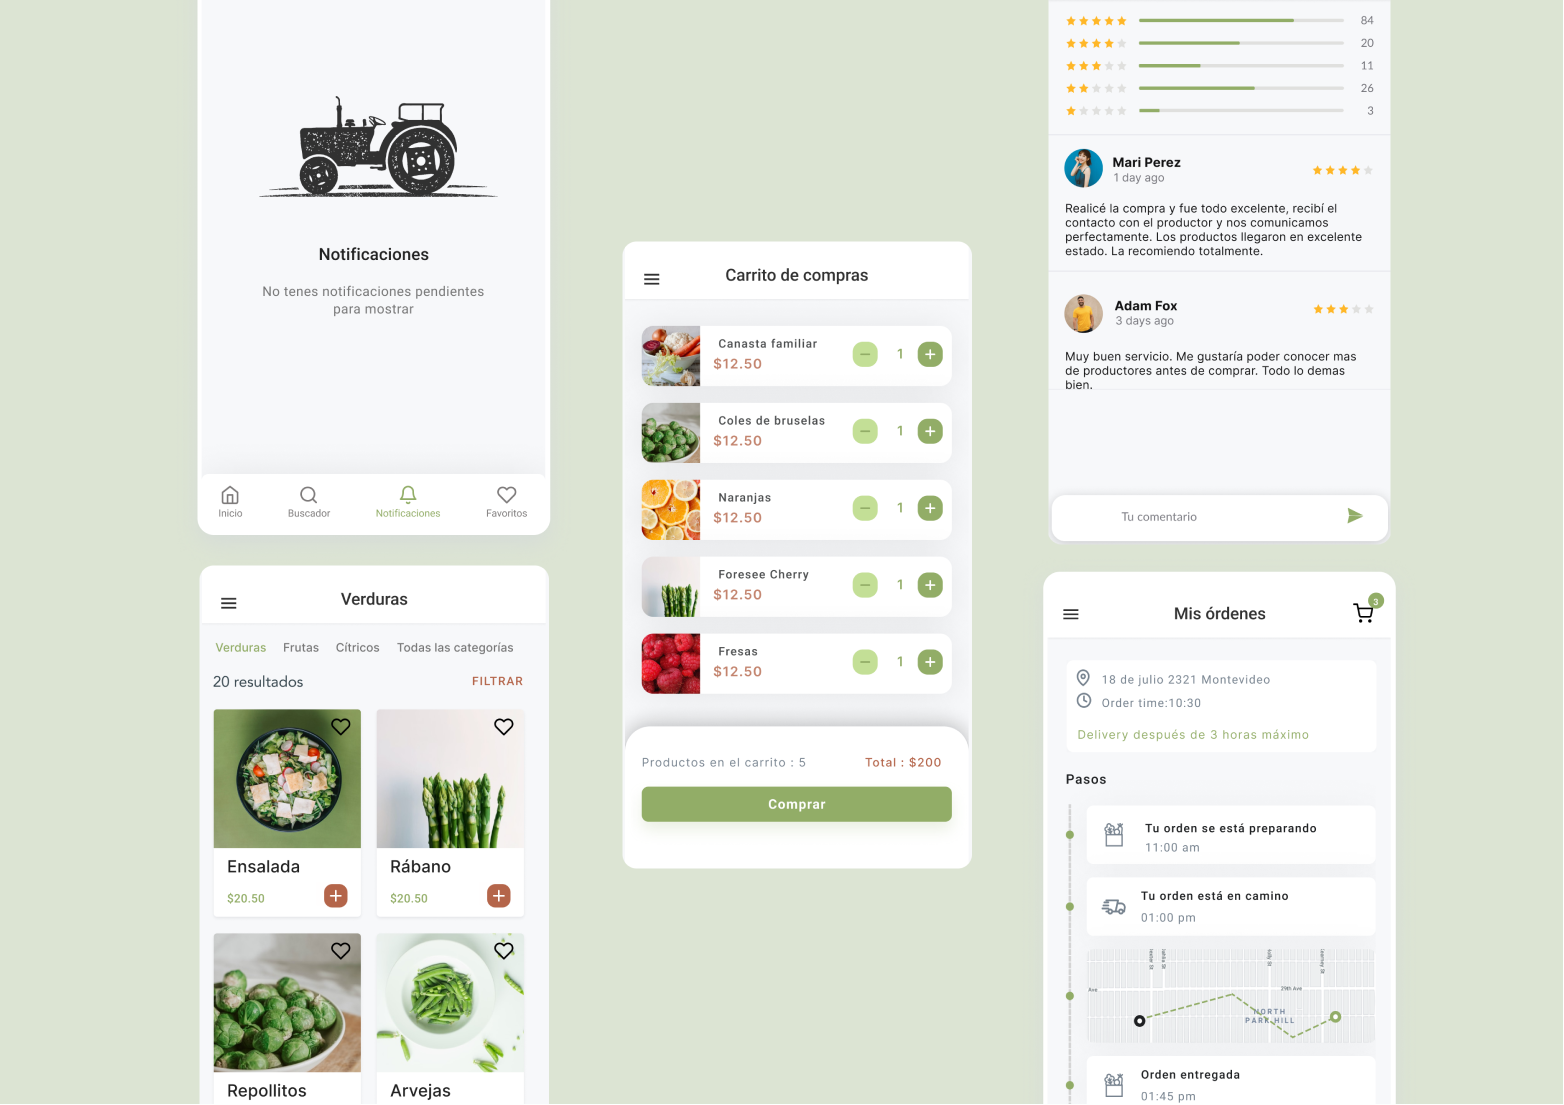 Notificaciones
No tenes notificaciones pendientes
para mostrar
Inicio
Buscador
Notificaciones
Favoritos
Verduras
Verduras
Frutas
Cítricos
Todas las categorías
20 resultados
FILTRAR
Ensalada
$20.50
Rábano
$20.50
Repollitos
Arvejas
Carrito de compras
Canasta familiar
$12.50
1
Coles de bruselas
$12.50
1
Naranjas
$12.50
1
Foresee Cherry
$12.50
1
Fresas
$12.50
1
Productos en el carrito : 5
Total : $200
Comprar
84
20
11
26
3
Mari Perez
1 day ago
Realicé la compra y fue todo excelente, recibí el
contacto con el productor y nos comunicamos
perfectamente. Los productos llegaron en excelente
estado. La recomiendo totalmente.
Adam Fox
3 days ago
Muy buen servicio. Me gustaría poder conocer mas
de productores antes de comprar. Todo lo demas
bien.
Tu comentario
Mis órdenes
3
18 de julio 2321 Montevideo
Order time:10:30
Delivery después de 3 horas máximo
Pasos
Tu orden se está preparando
11:00 am
Tu orden está en camino
01:00 pm
Ave
29th Ave
NORTH
PARK HILL
Orden entregada
01:45 pm